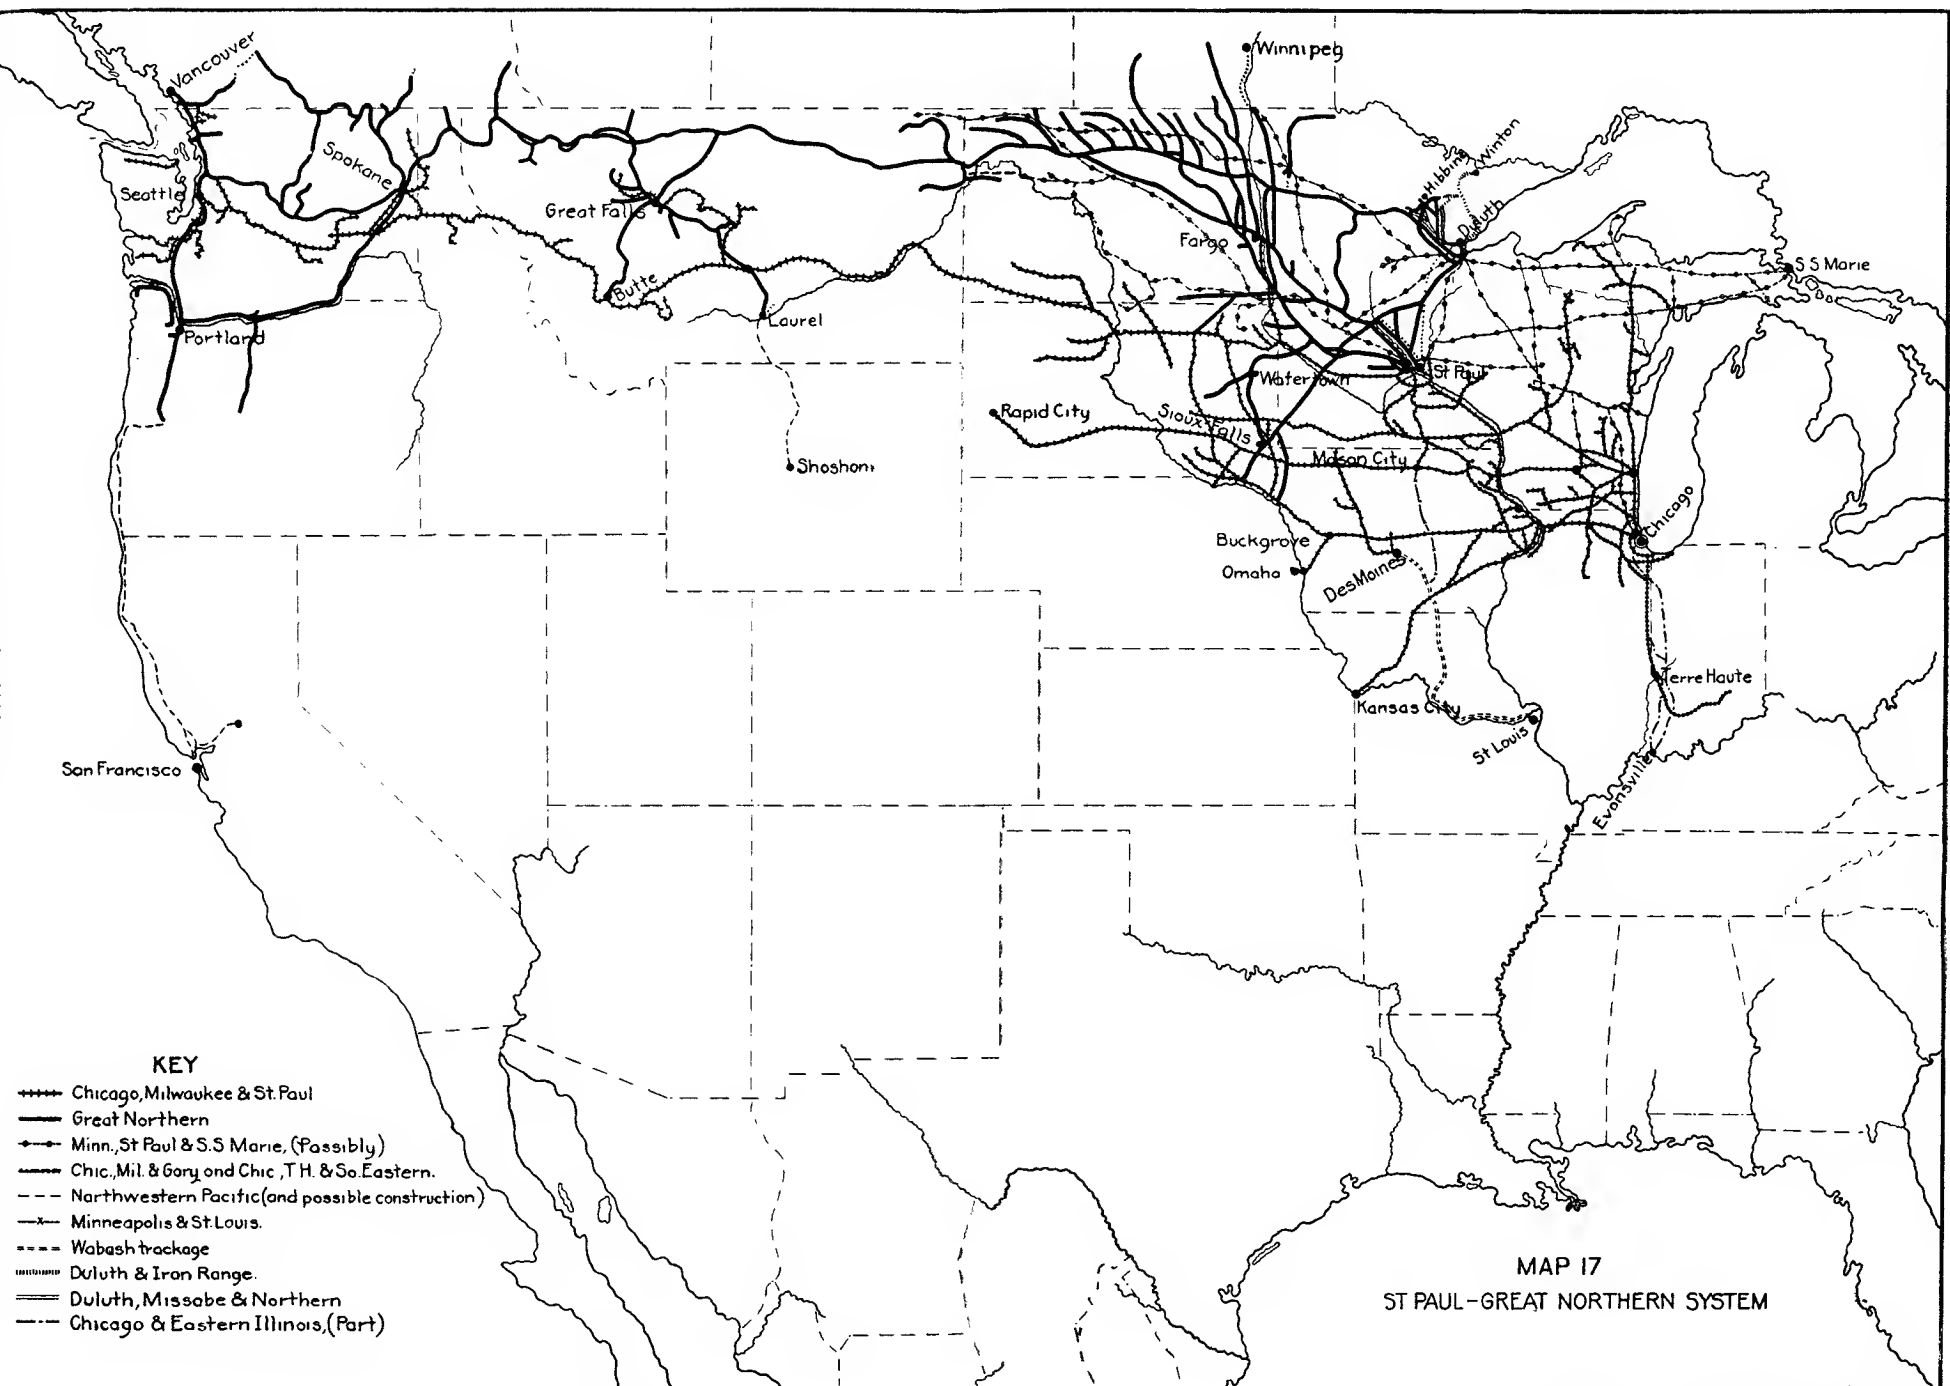 Vancouver
Winnipeg
Winton
Hibbing
Spokane
Seattle
Great Falls
Duluth
Fargo
S S Marie
Butte
Laurel
Portland
St Paul
Watertown
Rapid City
Sioux Falls
Mason City
Shoshoni
Chicago
Buckgrove
Omaha
Des Moines
Terre Haute
Kansas City
St Louis
San Francisco
Evansville
KEY
Chicago, Milwaukee & St. Paul
Great Northern
Minn., St Paul & S.S Marie, (Possibly)
Chic., Mil. & Gary and Chic, T H. & So. Eastern.
Northwestern Pacific (and possible construction)
Minneapolis & St. Louis.
Wabash trackage
Duluth & Iron Range.
Duluth, Missabe & Northern
Chicago & Eastern Illinois, (Part)
MAP 17
ST PAUL-GREAT NORTHERN SYSTEM